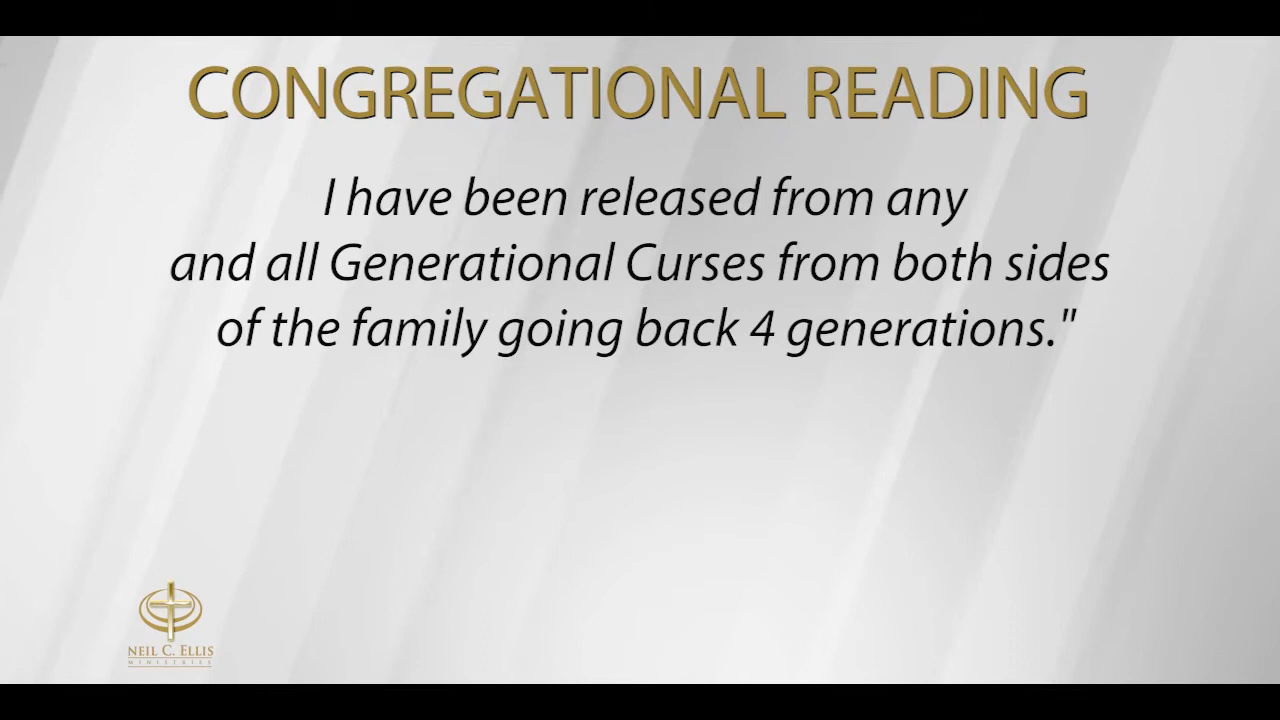 CONGREGATIONAL READING
I have been released from any
and all Generational Curses from both sides
of the family going back 4 generations."
NEIL C. ELLIS
MINISTRIES